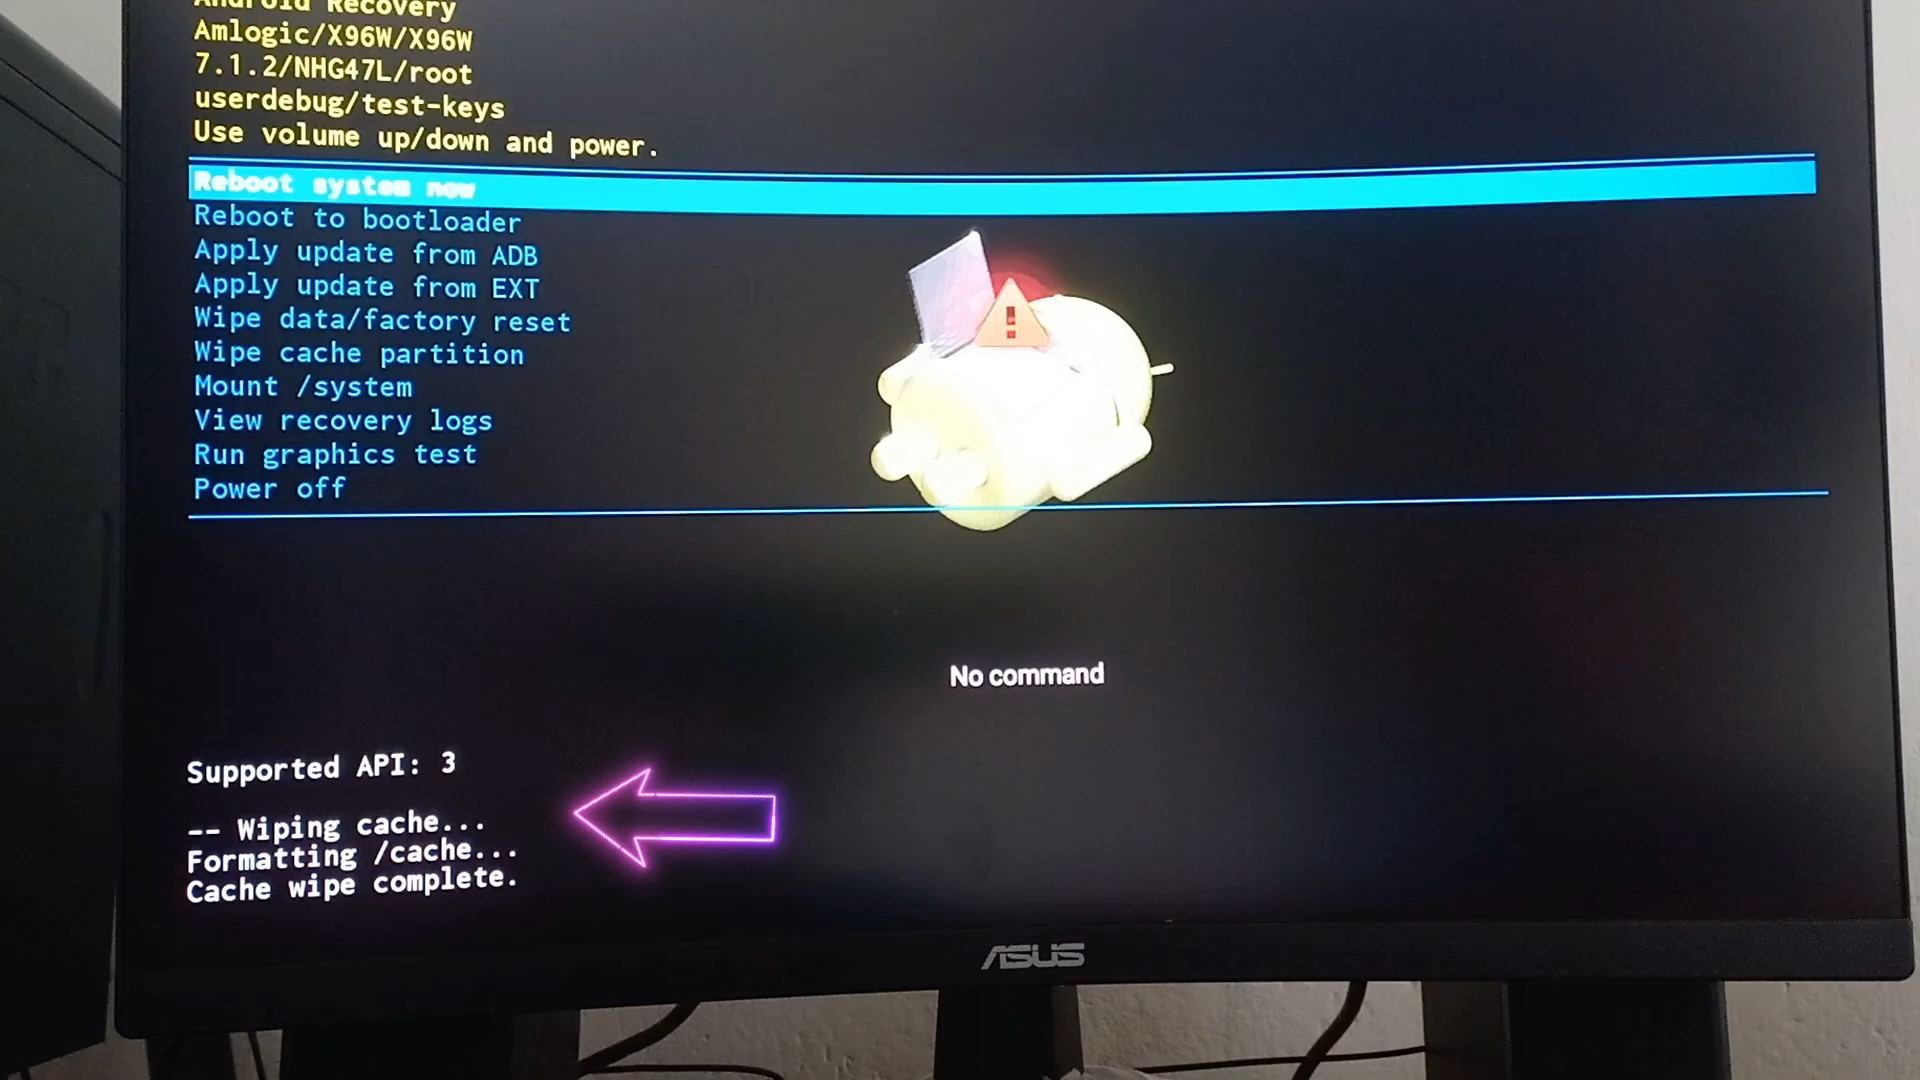 Android Recovery
Amlogic/X96W/X96W
7.1.2/NHG47L/root
userdebug/test-keys
Use volume up/down and power.
Reboot system now
Reboot to bootloader
Apply update from ADB
Apply update from EXT
Wipe data/factory reset
Wipe cache partition
Mount /system
View recovery logs
Run graphics test
Power off
No command
Supported API: 3
-- Wiping cache...
Formatting /cache...
Cache wipe complete.
ASUS